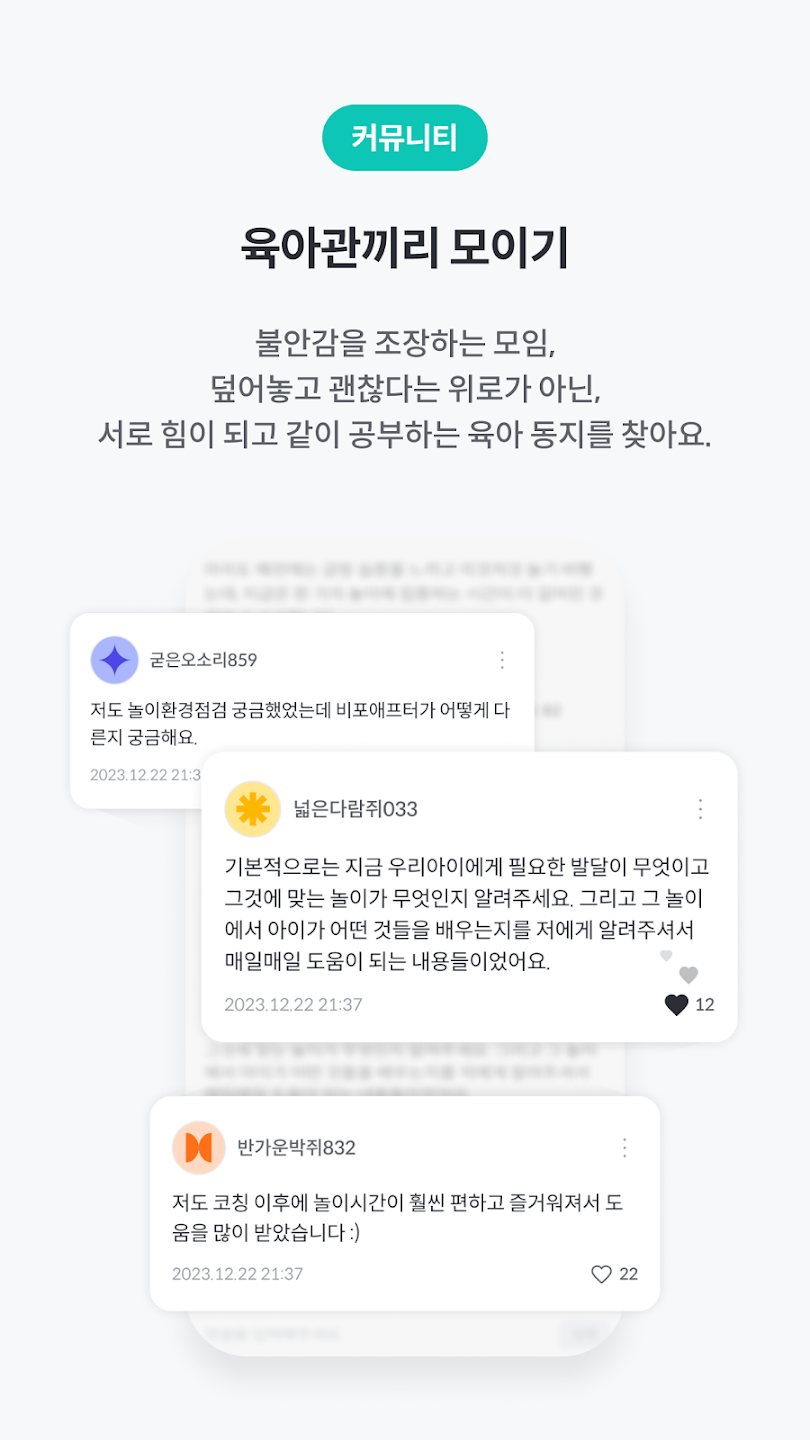 커뮤니티
육아관끼리 모이기
불안감을 조장하는 모임,
덮어놓고 괜찮다는 위로가 아닌,
서로 힘이 되고 같이 공부하는 육아 동지를 찾아요.
굳은오소리859
저도 놀이환경점검 궁금했었는데 비포애프터가 어떻게 다
른지 궁금해요.
2023.12.22 21:3
넓은다람쥐033
기본적으로는 지금 우리아이에게 필요한 발달이 무엇이고
그것에 맞는 놀이가 무엇인지 알려주세요. 그리고 그 놀이
에서 아이가 어떤 것들을 배우는지를 저에게 알려주셔서
매일매일 도움이 되는 내용들이었어요.
2023.12.22 21:37
12
반가운박쥐832
저도 코칭 이후에 놀이시간이 훨씬 편하고 즐거워져서 도
움을 많이 받았습니다 :)
2023.12.22 21:37
22